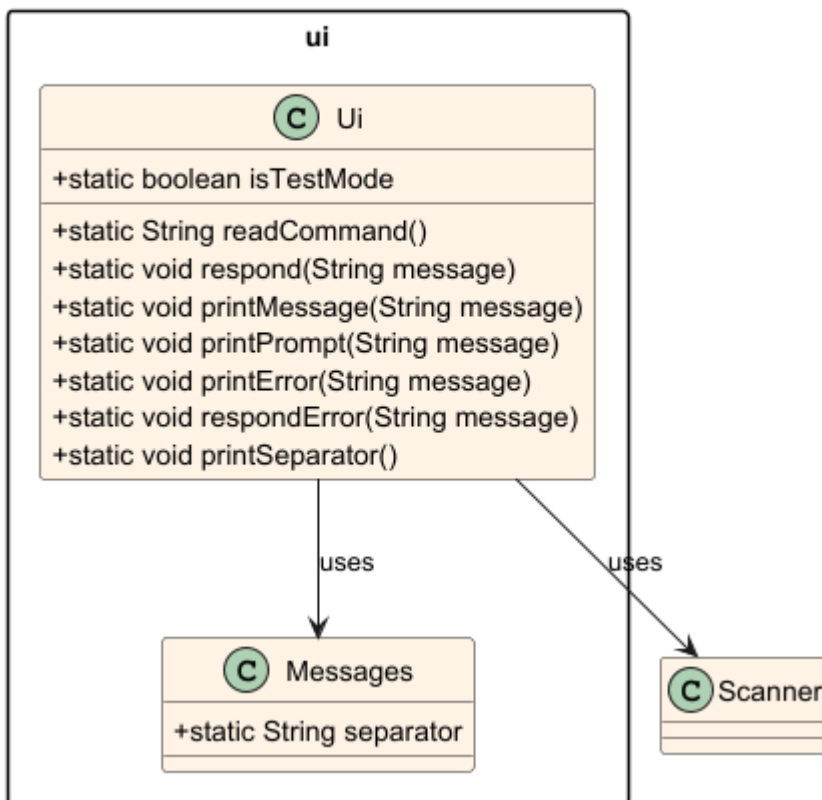 ui
C Ui
+static boolean isTestMode
+static String readCommand()
+static void respond(String message)
+static void printMessage(String message)
+static void printPrompt(String message)
+static void printError(String message)
+static void respondError(String message)
+static void printSeparator()
uses
uses
C Messages
+static String separator
C Scanner